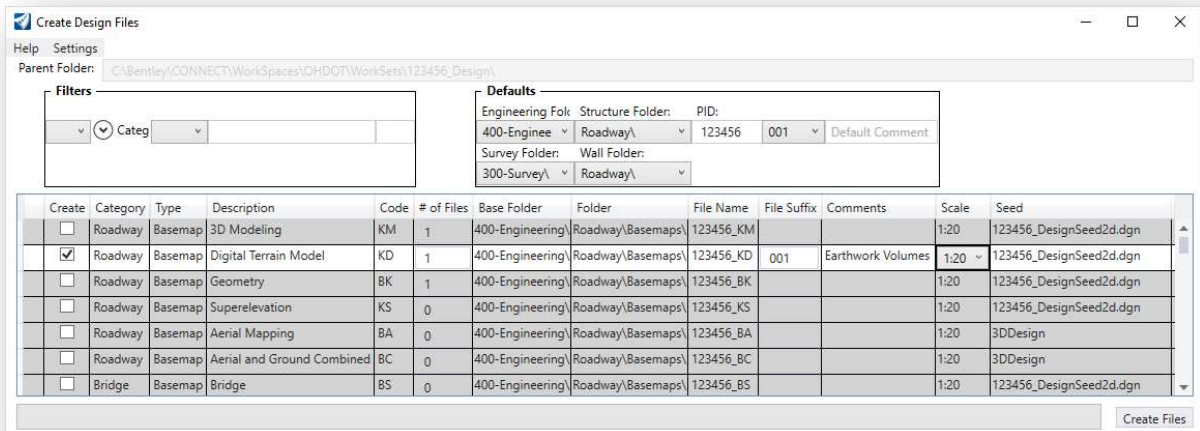 Create Design Files
Help Settings
Parent Folder: C:\Bentley\CONNECT\WorkSpaces\OHDOT\WorkSets\123456_Design\
Filters Defaults
Engineering Fold Structure Folder: PID:
Categ 400-Enginee Roadway\ 123456 001 Default Comment
Survey Folder: Wall Folder:
300-Survey\ Roadway\
Create Category Type Description Code # of Files Base Folder Folder File Name File Suffix Comments Scale Seed
Roadway Basemap 3D Modeling KM 1 400-Engineering\ Roadway\Basemaps\ 123456_KM 1:20 123456_DesignSeed2d.dgn
Roadway Basemap Digital Terrain Model KD 1 400-Engineering\ Roadway\Basemaps\ 123456_KD 001 Earthwork Volumes 1:20 123456_DesignSeed2d.dgn
Roadway Basemap Geometry BK 1 400-Engineering\ Roadway\Basemaps\ 123456_BK 1:20 123456_DesignSeed2d.dgn
Roadway Basemap Superelevation KS 0 400-Engineering\ Roadway\Basemaps\ 123456_KS 1:20 123456_DesignSeed2d.dgn
Roadway Basemap Aerial Mapping BA 0 400-Engineering\ Roadway\Basemaps\ 123456_BA 1:20 3DDesign
Roadway Basemap Aerial and Ground Combined BC 0 400-Engineering\ Roadway\Basemaps\ 123456_BC 1:20 3DDesign
Bridge Basemap Bridge BS 0 400-Engineering\ Roadway\Basemaps\ 123456_BS 1:20 123456_DesignSeed2d.dgn
Create Files